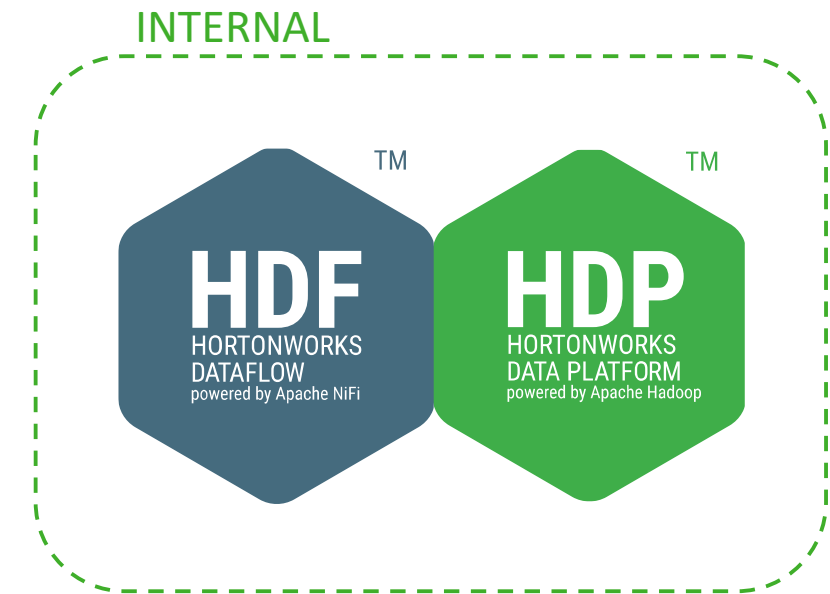 INTERNAL
TM
HDF
HORTONWORKS
DATAFLOW
powered by Apache NiFi
TM
HDP
HORTONWORKS
DATA PLATFORM
powered by Apache Hadoop